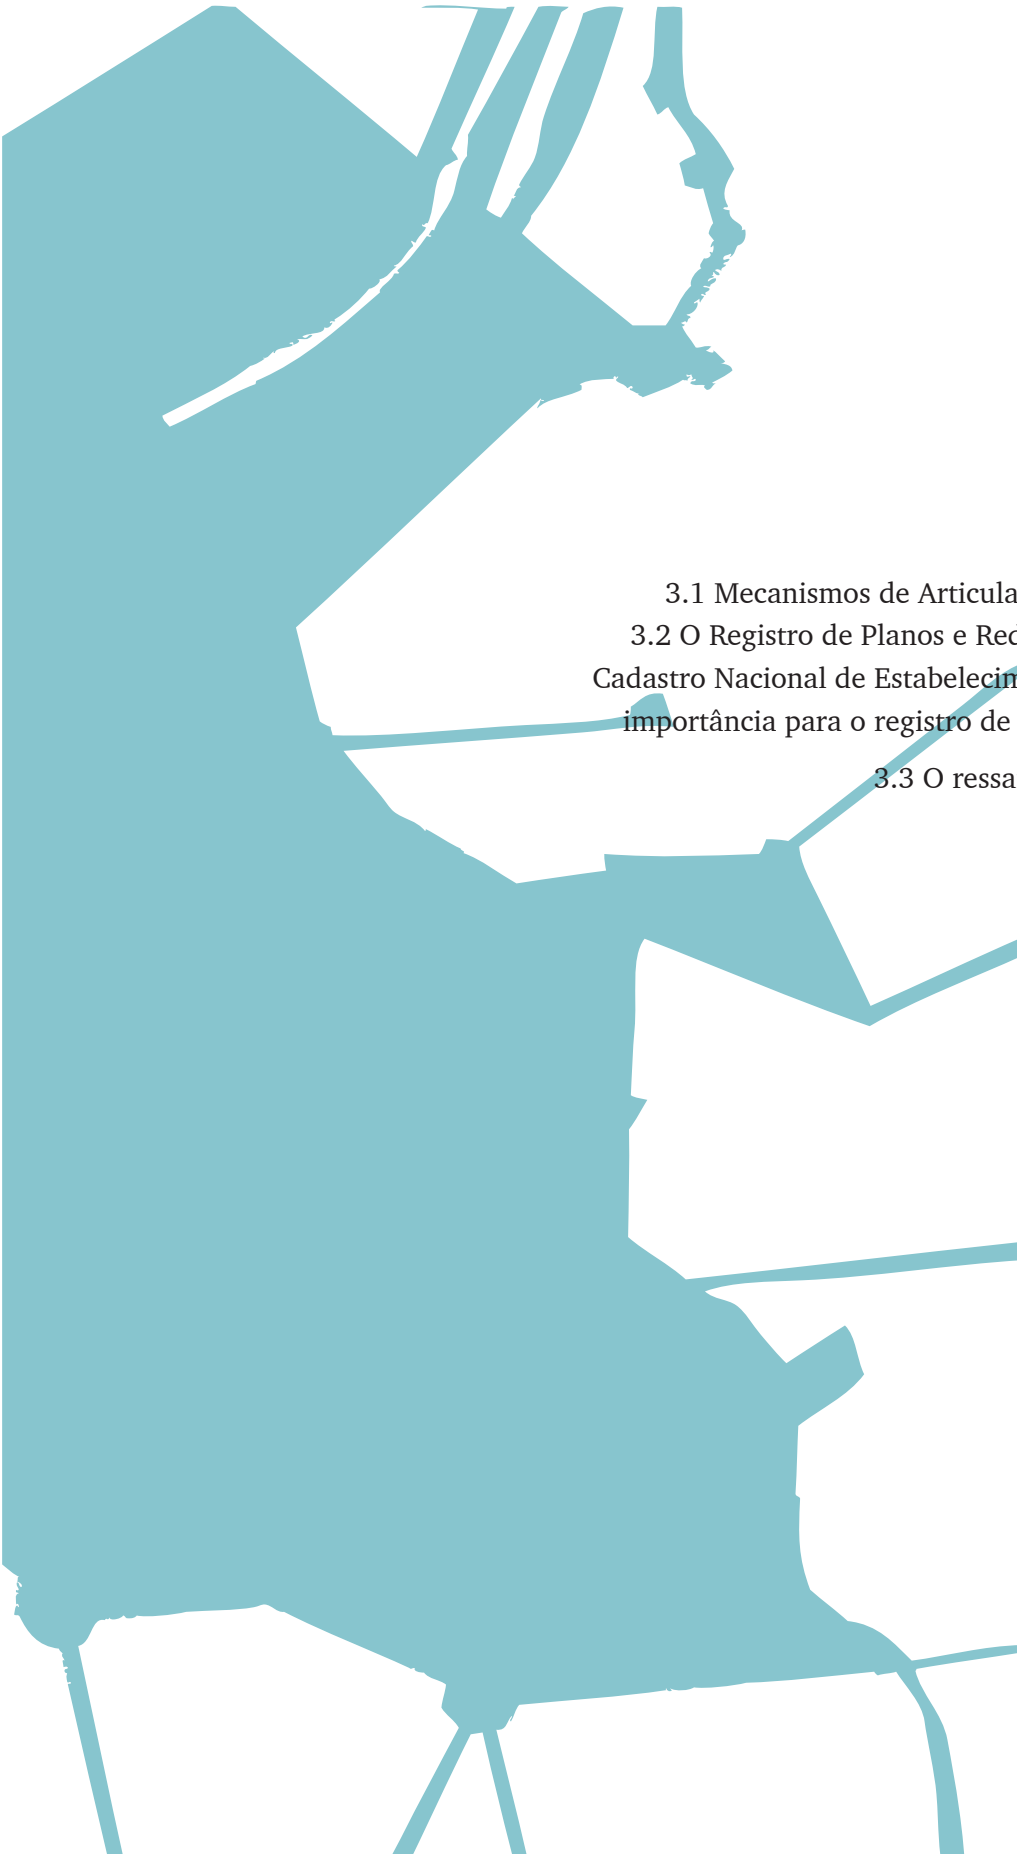 3.1 Mecanismos de Articula
3.2 O Registro de Planos e Red
Cadastro Nacional de Estabelecim
importância para o registro de
3.3 O ressa